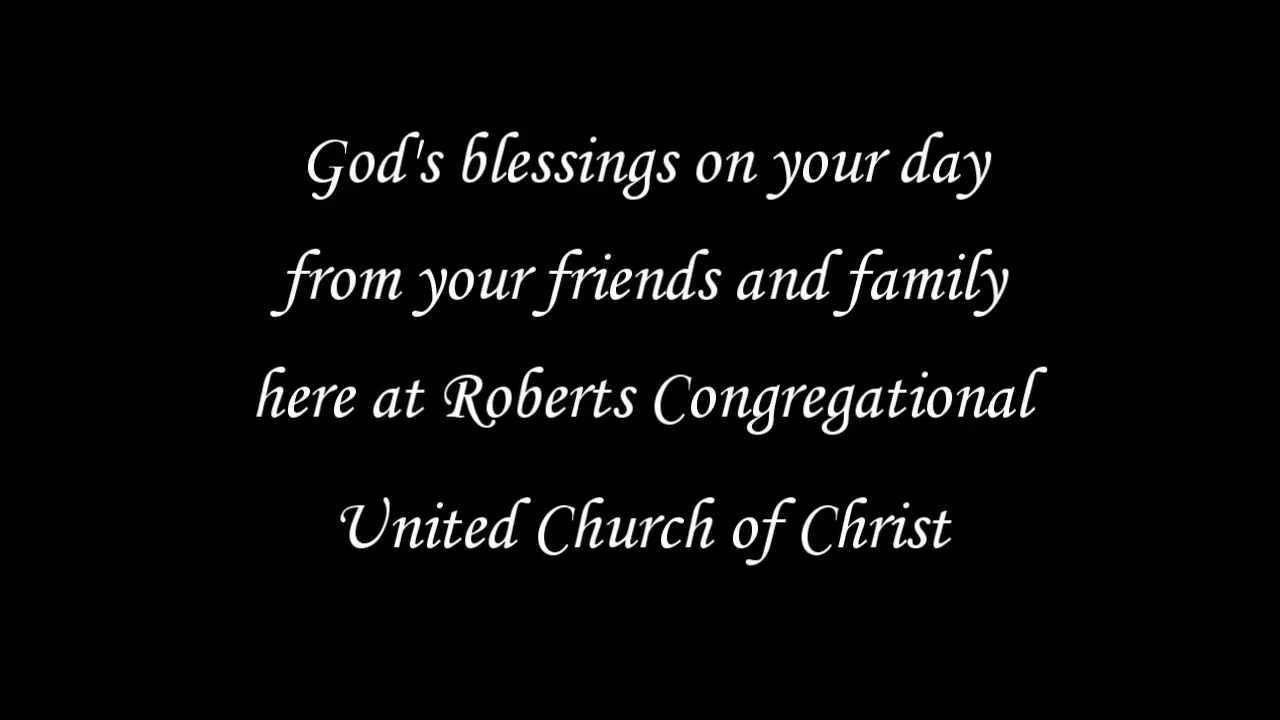 God's blessings on your day
from your friends and family
here at Roberts Congregational
United Church of Christ